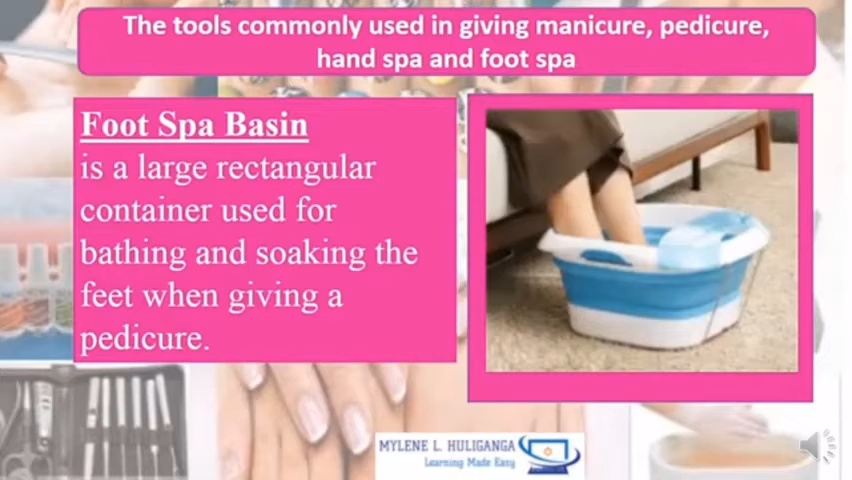 The tools commonly used in giving manicure, pedicure,
hand spa and foot spa
Foot Spa Basin
is a large rectangular
container used for
bathing and soaking the
feet when giving a
pedicure.
MYLENE L. HULIGANGA
Learning Made Easy